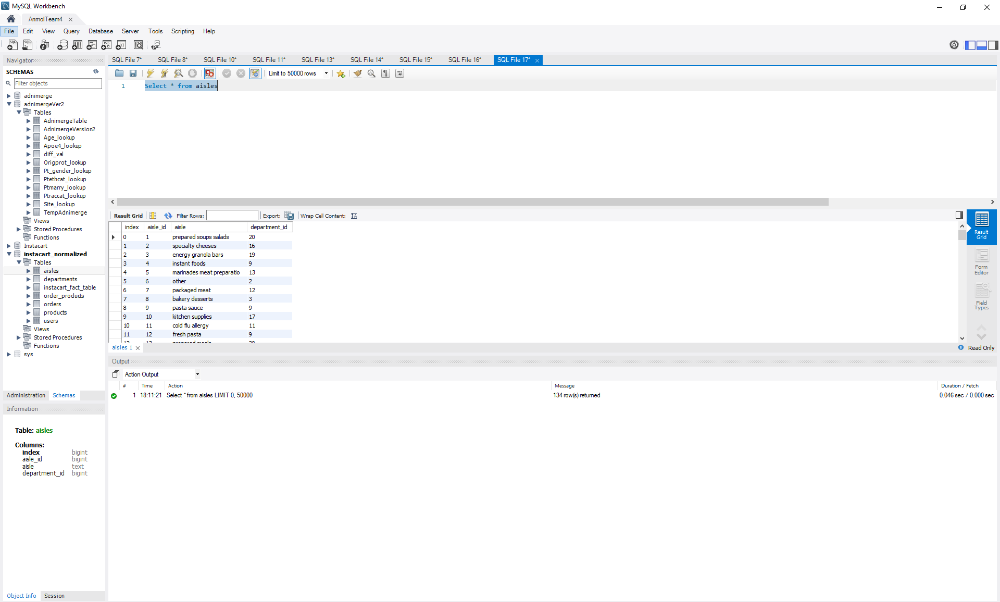 MySQL Workbench
AnmolTeam4
File Edit View Query Database Server Tools Scripting Help
Navigator
SCHEMAS
Filter objects
adnimerge
adnimergeVer2
Tables
AdnimergeTable
AdnimergeVersion2
Age_lookup
Apoe4_lookup
diff_val
Origprot_lookup
Pt_gender_lookup
Ptethcat_lookup
Ptmarry_lookup
Ptraccat_lookup
Site_lookup
TempAdnimerge
Views
Stored Procedures
Functions
Instacart
instacart_normalized
Tables
aisles
departments
instacart_fact_table
order_products
orders
products
users
Views
Stored Procedures
Functions
sys
Administration Schemas
Information
Table: aisles
Columns:
index bigint
aisle_id bigint
aisle text
department_id bigint
Object Info Session
SQL File 7* SQL File 8* SQL File 10* SQL File 11* SQL File 13* SQL File 14* SQL File 15* SQL File 16* SQL File 17*
Limit to 50000 rows
1 Select * from aisles
Result Grid Filter Rows: Export: Wrap Cell Content:
index aisle_id aisle department_id
0 1 prepared soups salads 20
1 2 specialty cheeses 16
2 3 energy granola bars 19
3 4 instant foods 9
4 5 marinades meat preparatio 13
5 6 other 2
6 7 packaged meat 12
7 8 bakery desserts 3
8 9 pasta sauce 9
9 10 kitchen supplies 17
10 11 cold flu allergy 11
11 12 fresh pasta 9
12 13 prepared meals 20
Result Grid
Form Editor
Field Types
aisles 1
Read Only
Output
Action Output
# Time Action Message Duration / Fetch
1 18:11:21 Select * from aisles LIMIT 0, 50000 134 row(s) returned 0.046 sec / 0.000 sec